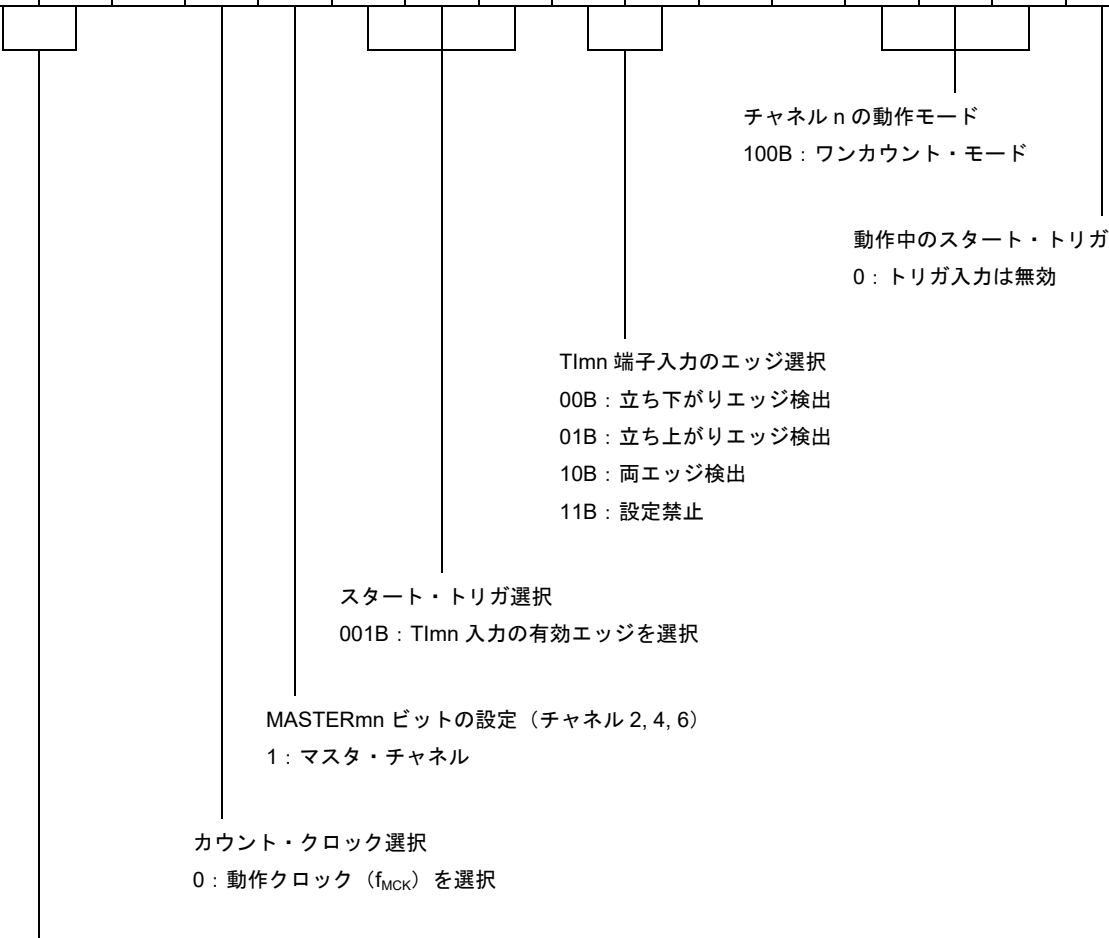 チャネル n の動作モード
100B：ワンカウント・モード
動作中のスタート・トリガ
0：トリガ入力は無効
TImn 端子入力のエッジ選択
00B：立ち下がりエッジ検出
01B：立ち上がりエッジ検出
10B：両エッジ検出
11B：設定禁止
スタート・トリガ選択
001B：TImn 入力の有効エッジを選択
MASTERmn ビットの設定（チャネル 2, 4, 6）
1：マスタ・チャネル
カウント・クロック選択
0：動作クロック（fMCK）を選択